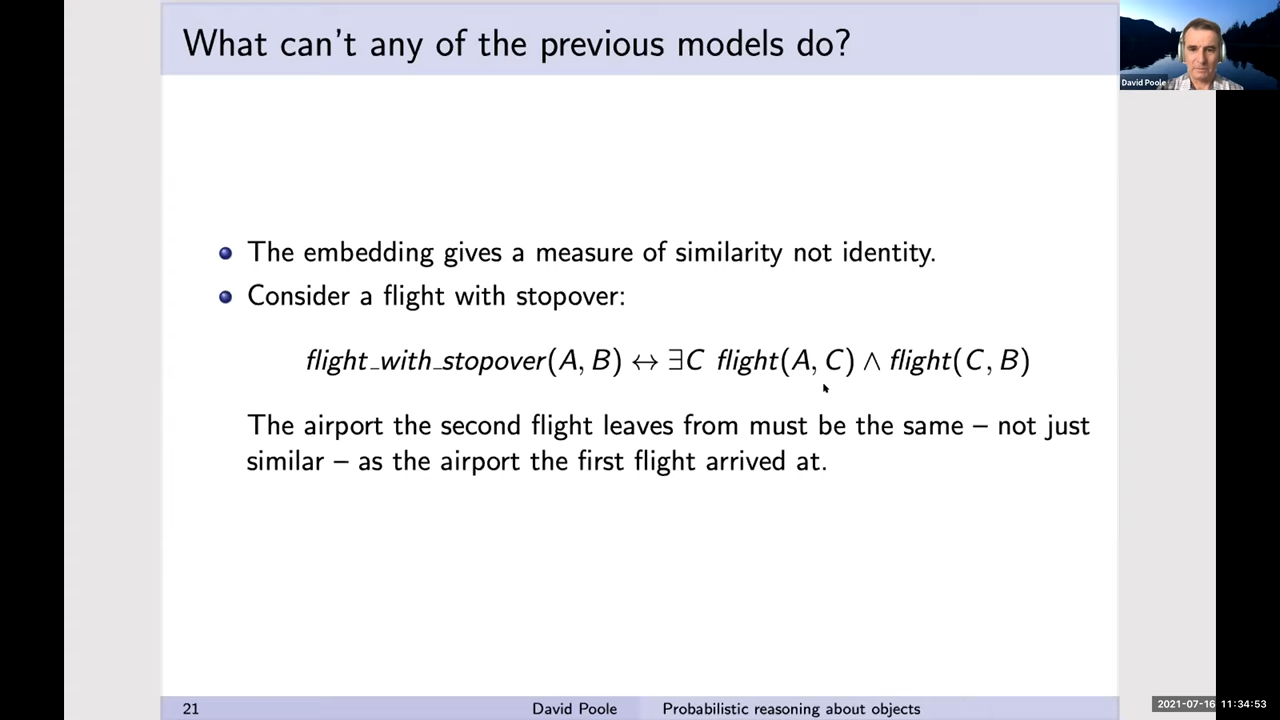 What can't any of the previous models do?
David Poole
The embedding gives a measure of similarity not identity.
Consider a flight with stopover:
flight_with_stopover(A, B) ↔ ∃C flight(A, C) ∧ flight(C, B)
The airport the second flight leaves from must be the same – not just
similar – as the airport the first flight arrived at.
21 David Poole Probabilistic reasoning about objects
2021-07-16 11:34:53